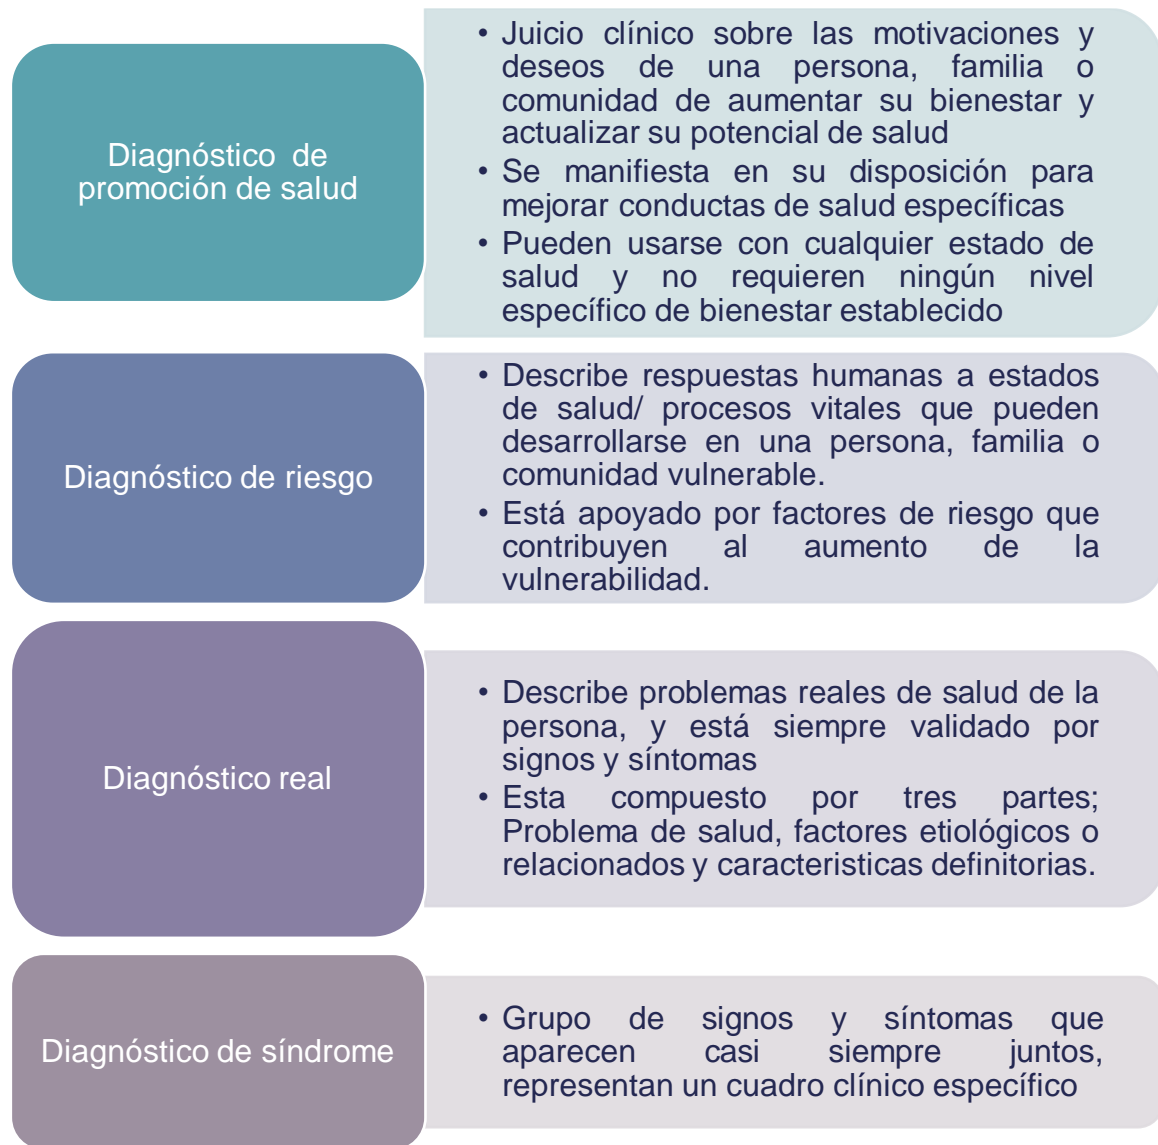 Diagnóstico de
promoción de salud
• Juicio clínico sobre las motivaciones y
deseos de una persona, familia o
comunidad de aumentar su bienestar y
actualizar su potencial de salud
• Se manifiesta en su disposición para
mejorar conductas de salud específicas
• Pueden usarse con cualquier estado de
salud y no requieren ningún nivel
específico de bienestar establecido
Diagnóstico de riesgo
• Describe respuestas humanas a estados
de salud/ procesos vitales que pueden
desarrollarse en una persona, familia o
comunidad vulnerable.
• Está apoyado por factores de riesgo que
contribuyen al aumento de la
vulnerabilidad.
Diagnóstico real
• Describe problemas reales de salud de la
persona, y está siempre validado por
signos y síntomas
• Esta compuesto por tres partes;
Problema de salud, factores etiológicos o
relacionados y caracteristicas definitorias.
Diagnóstico de síndrome
• Grupo de signos y síntomas que
aparecen casi siempre juntos,
representan un cuadro clínico específico